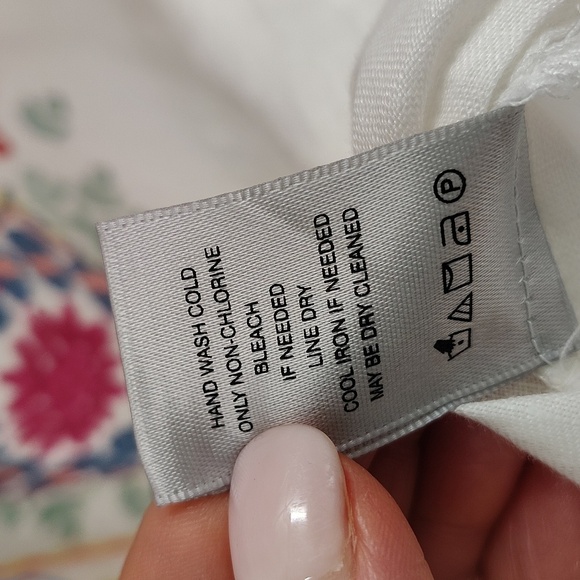 HAND WASH COLD
ONLY NON-CHLORINE
BLEACH
IF NEEDED
LINE DRY
COOL IRON IF NEEDED
MAY BE DRY CLEANED
P